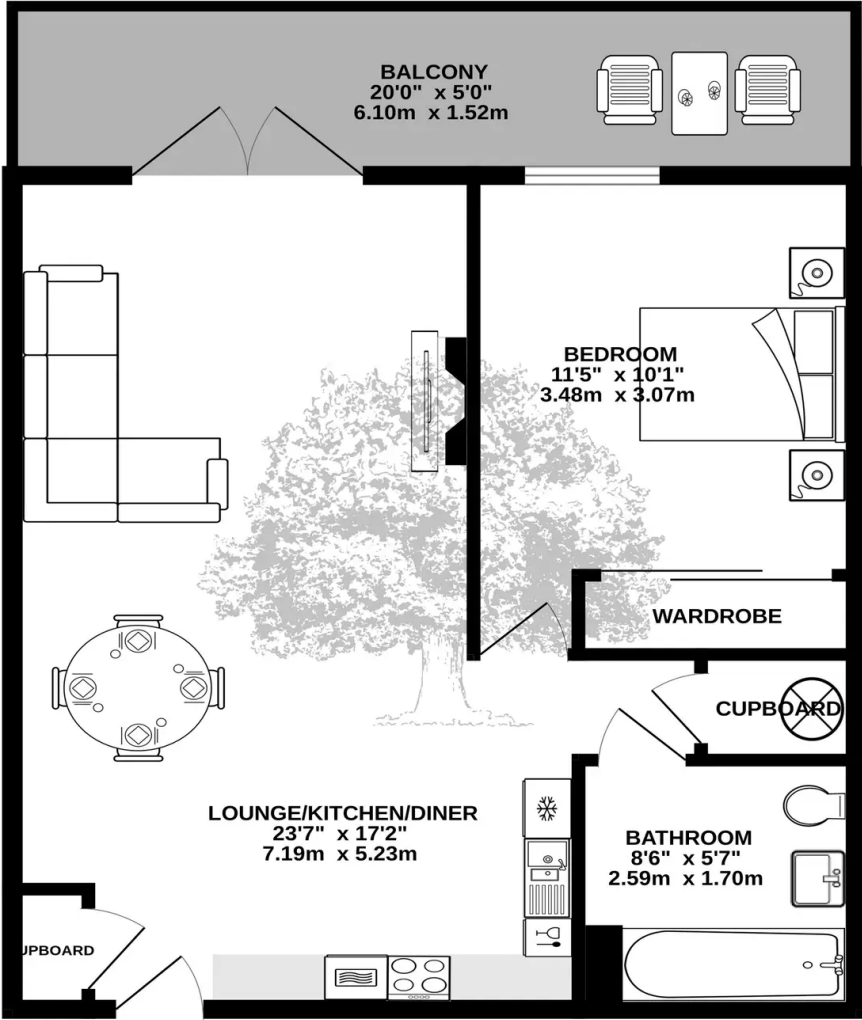 BALCONY
20'0" x 5'0"
6.10m x 1.52m
BEDROOM
11'5" x 10'1"
3.48m x 3.07m
WARDROBE
CUPBOARD
LOUNGE/KITCHEN/DINER
23'7" x 17'2"
7.19m x 5.23m
BATHROOM
8'6" x 5'7"
2.59m x 1.70m
UPBOARD